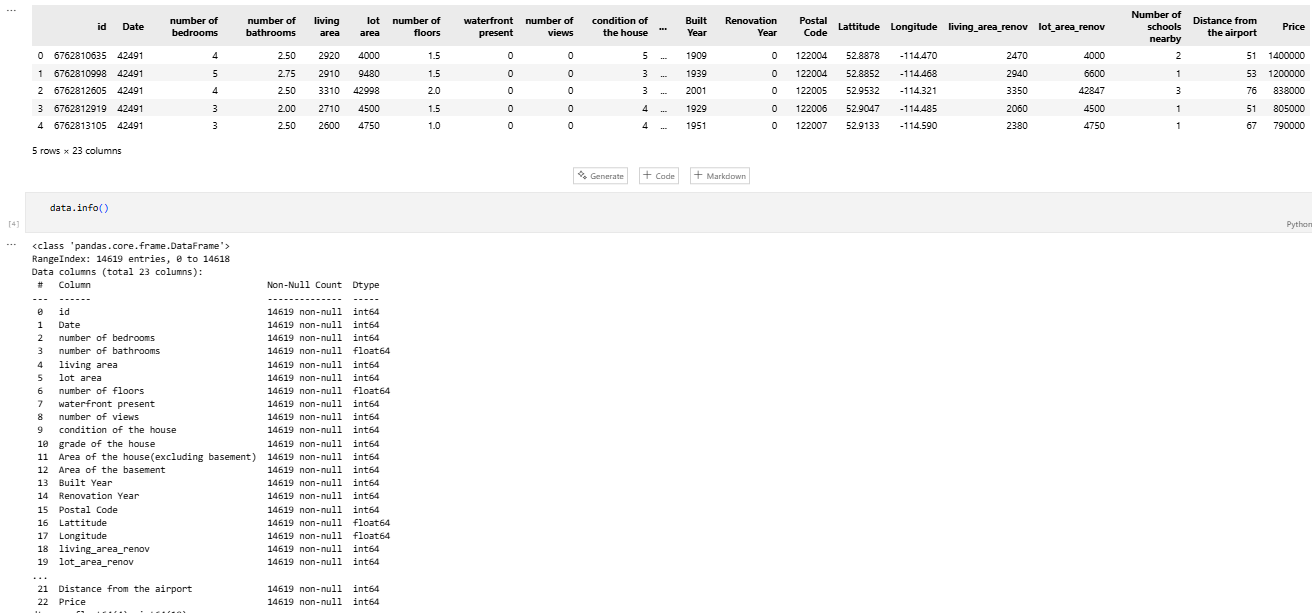 ...
id Date number of bedrooms number of bathrooms living area lot area number of floors waterfront present number of views condition of the house ... Built Year Renovation Year Postal Code Lattitude Longitude living_area_renov lot_area_renov Number of schools nearby Distance from the airport Price
0 6762810635 42491 4 2.50 2920 4000 1.5 0 0 5 ... 1909 0 122004 52.8878 -114.470 2470 4000 2 51 1400000
1 6762810998 42491 5 2.75 2910 9480 1.5 0 0 3 ... 1939 0 122004 52.8852 -114.468 2940 6600 1 53 1200000
2 6762812605 42491 4 2.50 3310 42998 2.0 0 0 3 ... 2001 0 122005 52.9532 -114.321 3350 42847 3 76 838000
3 6762812919 42491 3 2.00 2710 4500 1.5 0 0 4 ... 1929 0 122006 52.9047 -114.485 2060 4500 1 51 805000
4 6762813105 42491 3 2.50 2600 4750 1.0 0 0 4 ... 1951 0 122007 52.9133 -114.590 2380 4750 1 67 790000
5 rows × 23 columns
Generate + Code + Markdown
data.info()
[4] Python
...
<class 'pandas.core.frame.DataFrame'>
RangeIndex: 14619 entries, 0 to 14618
Data columns (total 23 columns):
# Column Non-Null Count Dtype
--- ------ -------------- -----
0 id 14619 non-null int64
1 Date 14619 non-null int64
2 number of bedrooms 14619 non-null int64
3 number of bathrooms 14619 non-null float64
4 living area 14619 non-null int64
5 lot area 14619 non-null int64
6 number of floors 14619 non-null float64
7 waterfront present 14619 non-null int64
8 number of views 14619 non-null int64
9 condition of the house 14619 non-null int64
10 grade of the house 14619 non-null int64
11 Area of the house(excluding basement) 14619 non-null int64
12 Area of the basement 14619 non-null int64
13 Built Year 14619 non-null int64
14 Renovation Year 14619 non-null int64
15 Postal Code 14619 non-null int64
16 Lattitude 14619 non-null float64
17 Longitude 14619 non-null float64
18 living_area_renov 14619 non-null int64
19 lot_area_renov 14619 non-null int64
...
21 Distance from the airport 14619 non-null int64
22 Price 14619 non-null int64